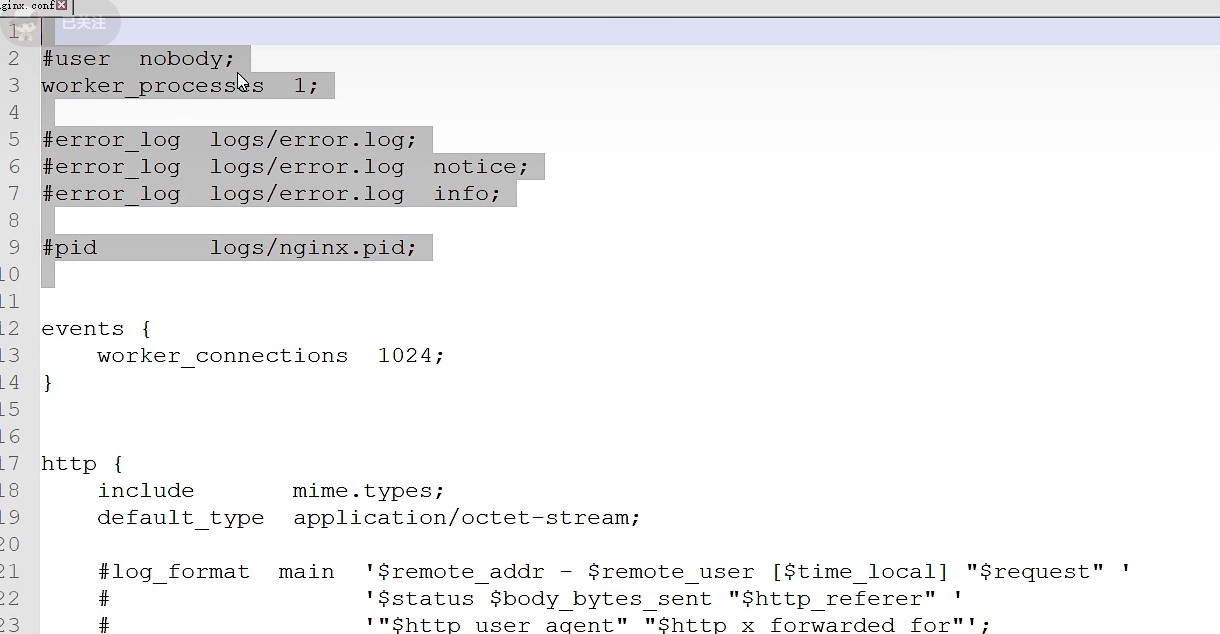 ginx.conf
已关注
1
2 #user  nobody;
3 worker_processes  1;
4
5 #error_log  logs/error.log;
6 #error_log  logs/error.log  notice;
7 #error_log  logs/error.log  info;
8
9 #pid        logs/nginx.pid;
10
11
12 events {
13     worker_connections  1024;
14 }
15
16
17 http {
18     include       mime.types;
19     default_type  application/octet-stream;
20
21     #log_format  main  '$remote_addr - $remote_user [$time_local] "$request" '
22     #                  '$status $body_bytes_sent "$http_referer" '
23     #                  '"$http_user_agent" "$http_x_forwarded_for"';